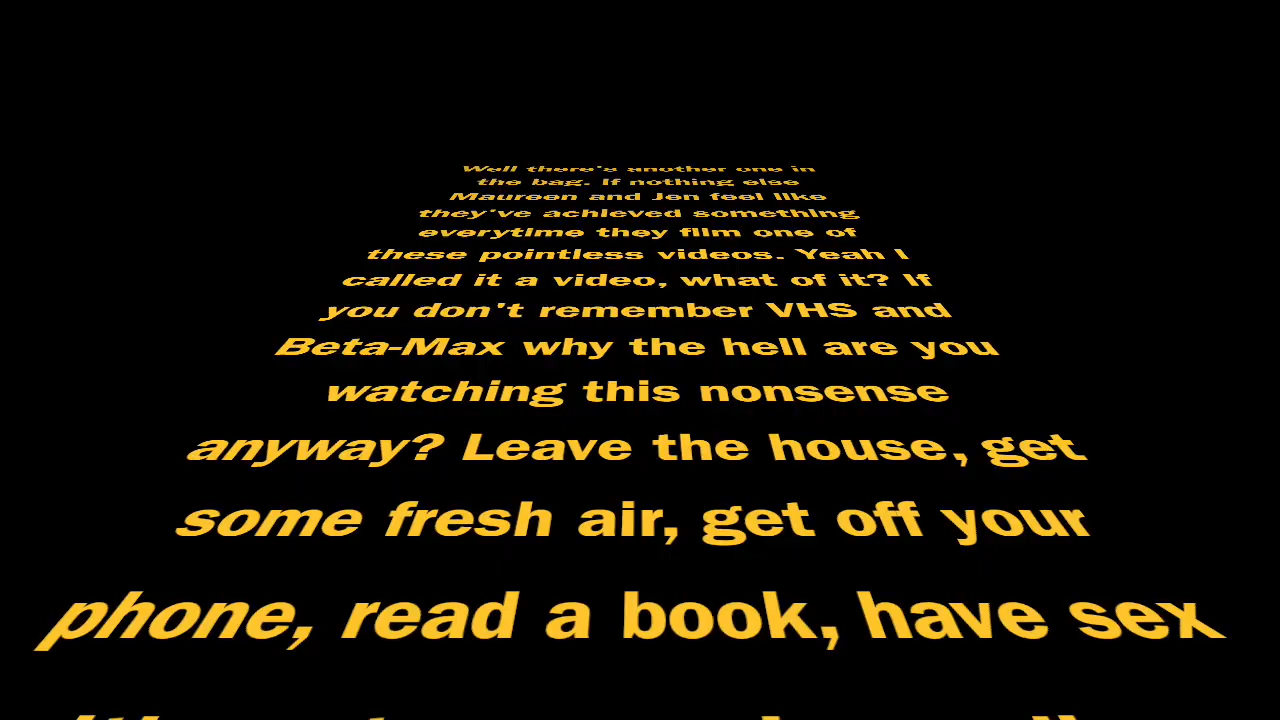 Well there's another one in
the bag. If nothing else
Maureen and Jen feel like
they've achieved something
everytime they film one of
these pointless videos. Yeah I
called it a video, what of it? If
you don't remember VHS and
Beta-Max why the hell are you
watching this nonsense
anyway? Leave the house, get
some fresh air, get off your
phone, read a book, have sex